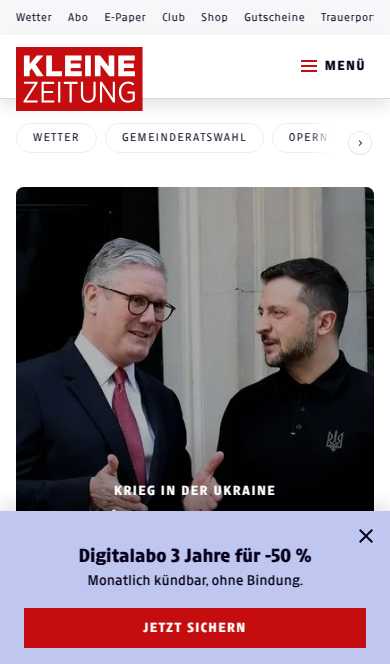 Wetter Abo E-Paper Club Shop Gutscheine Trauerpor
KLEINE
ZEITUNG
MENÜ
WETTER GEMEINDERATSWAHL OPERN
KRIEG IN DER UKRAINE
Digitalabo 3 Jahre für -50 %
Monatlich kündbar, ohne Bindung.
JETZT SICHERN